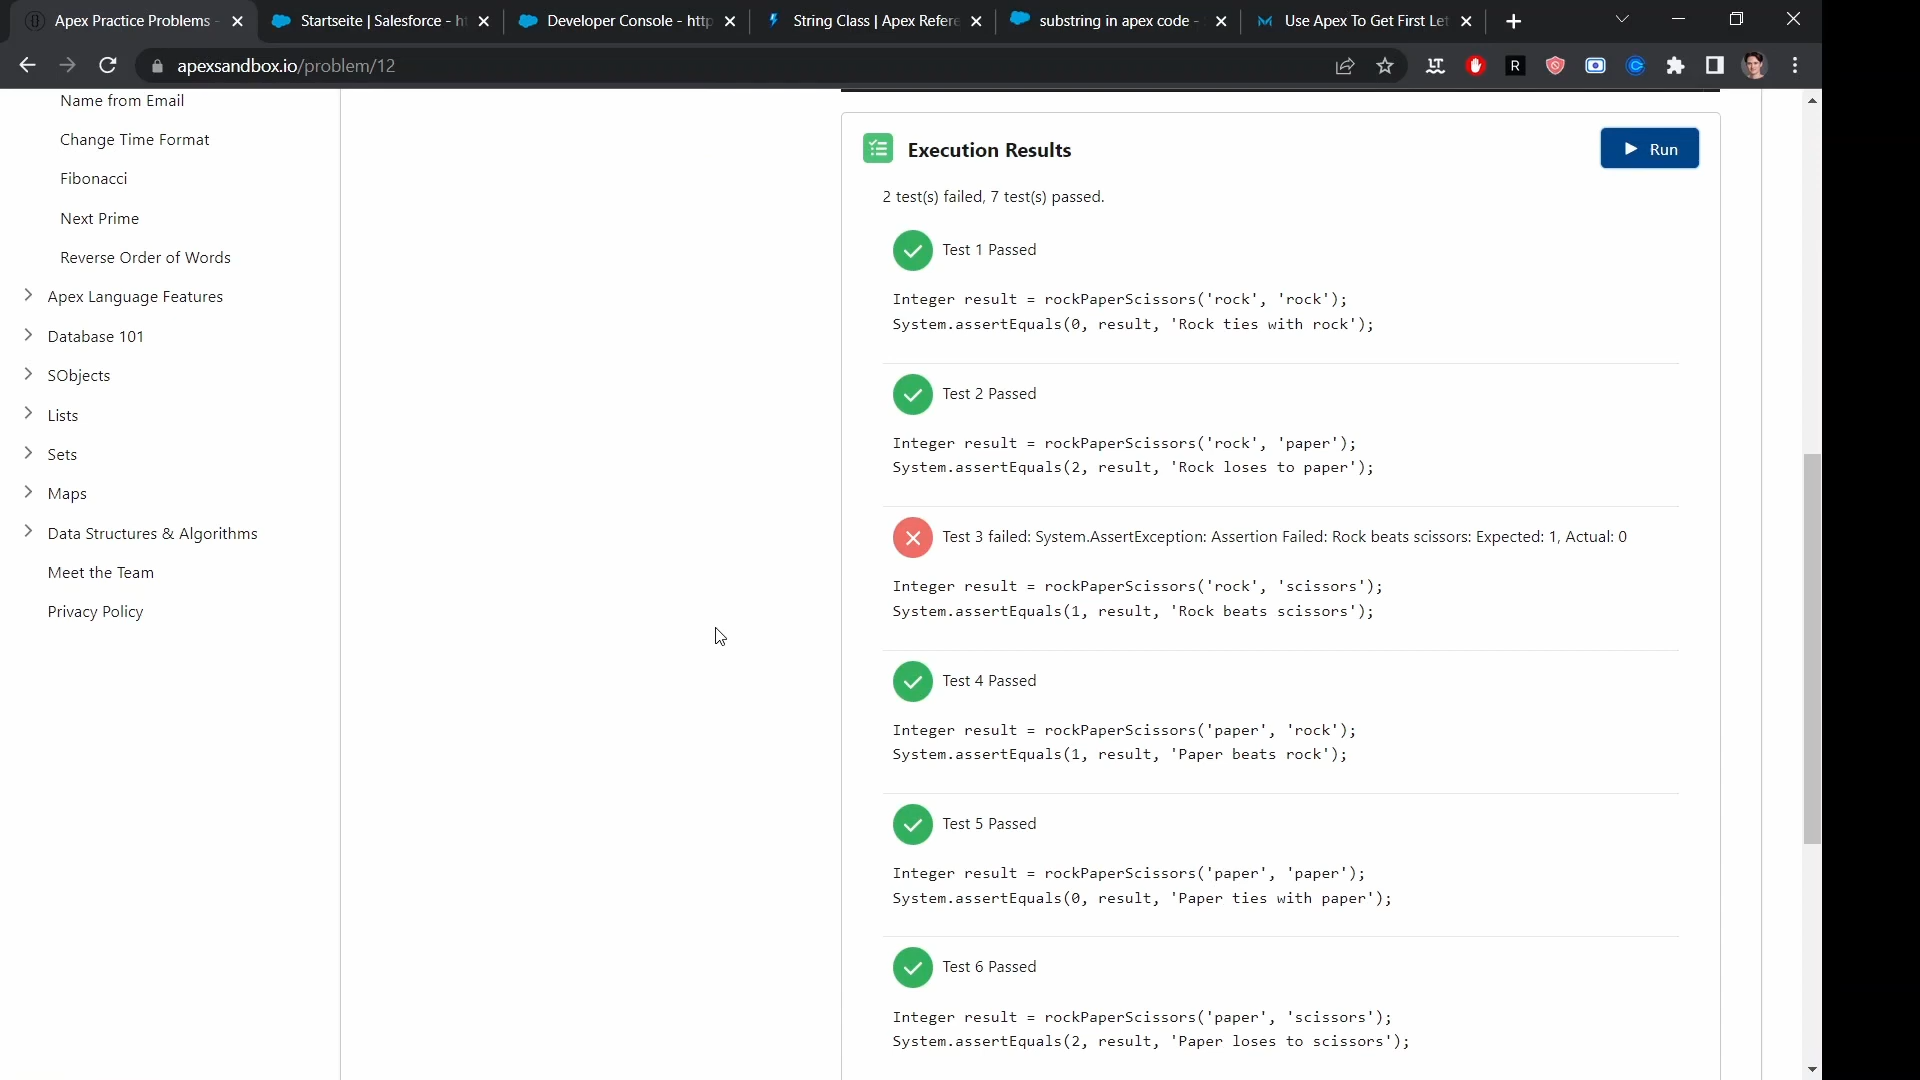 Apex Practice Problems -
Startseite | Salesforce - ht
Developer Console - http
String Class | Apex Refere
substring in apex code -
Use Apex To Get First Let
apexsandbox.io/problem/12
Name from Email
Change Time Format
Fibonacci
Next Prime
Reverse Order of Words
Apex Language Features
Database 101
SObjects
Lists
Sets
Maps
Data Structures & Algorithms
Meet the Team
Privacy Policy
Execution Results
Run
2 test(s) failed, 7 test(s) passed.
Test 1 Passed
Integer result = rockPaperScissors('rock', 'rock');
System.assertEquals(0, result, 'Rock ties with rock');
Test 2 Passed
Integer result = rockPaperScissors('rock', 'paper');
System.assertEquals(2, result, 'Rock loses to paper');
Test 3 failed: System.AssertException: Assertion Failed: Rock beats scissors: Expected: 1, Actual: 0
Integer result = rockPaperScissors('rock', 'scissors');
System.assertEquals(1, result, 'Rock beats scissors');
Test 4 Passed
Integer result = rockPaperScissors('paper', 'rock');
System.assertEquals(1, result, 'Paper beats rock');
Test 5 Passed
Integer result = rockPaperScissors('paper', 'paper');
System.assertEquals(0, result, 'Paper ties with paper');
Test 6 Passed
Integer result = rockPaperScissors('paper', 'scissors');
System.assertEquals(2, result, 'Paper loses to scissors');